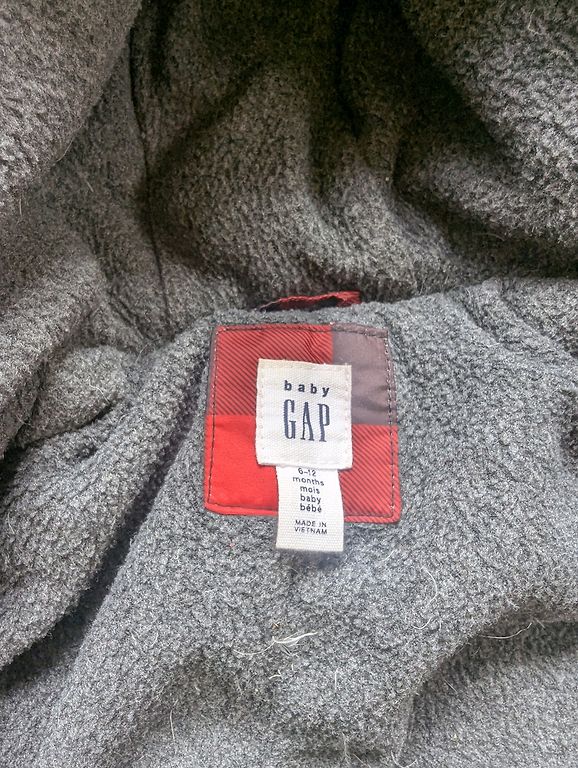 baby
GAP
6-12
months
mois
baby
bébé
MADE IN
VIETNAM